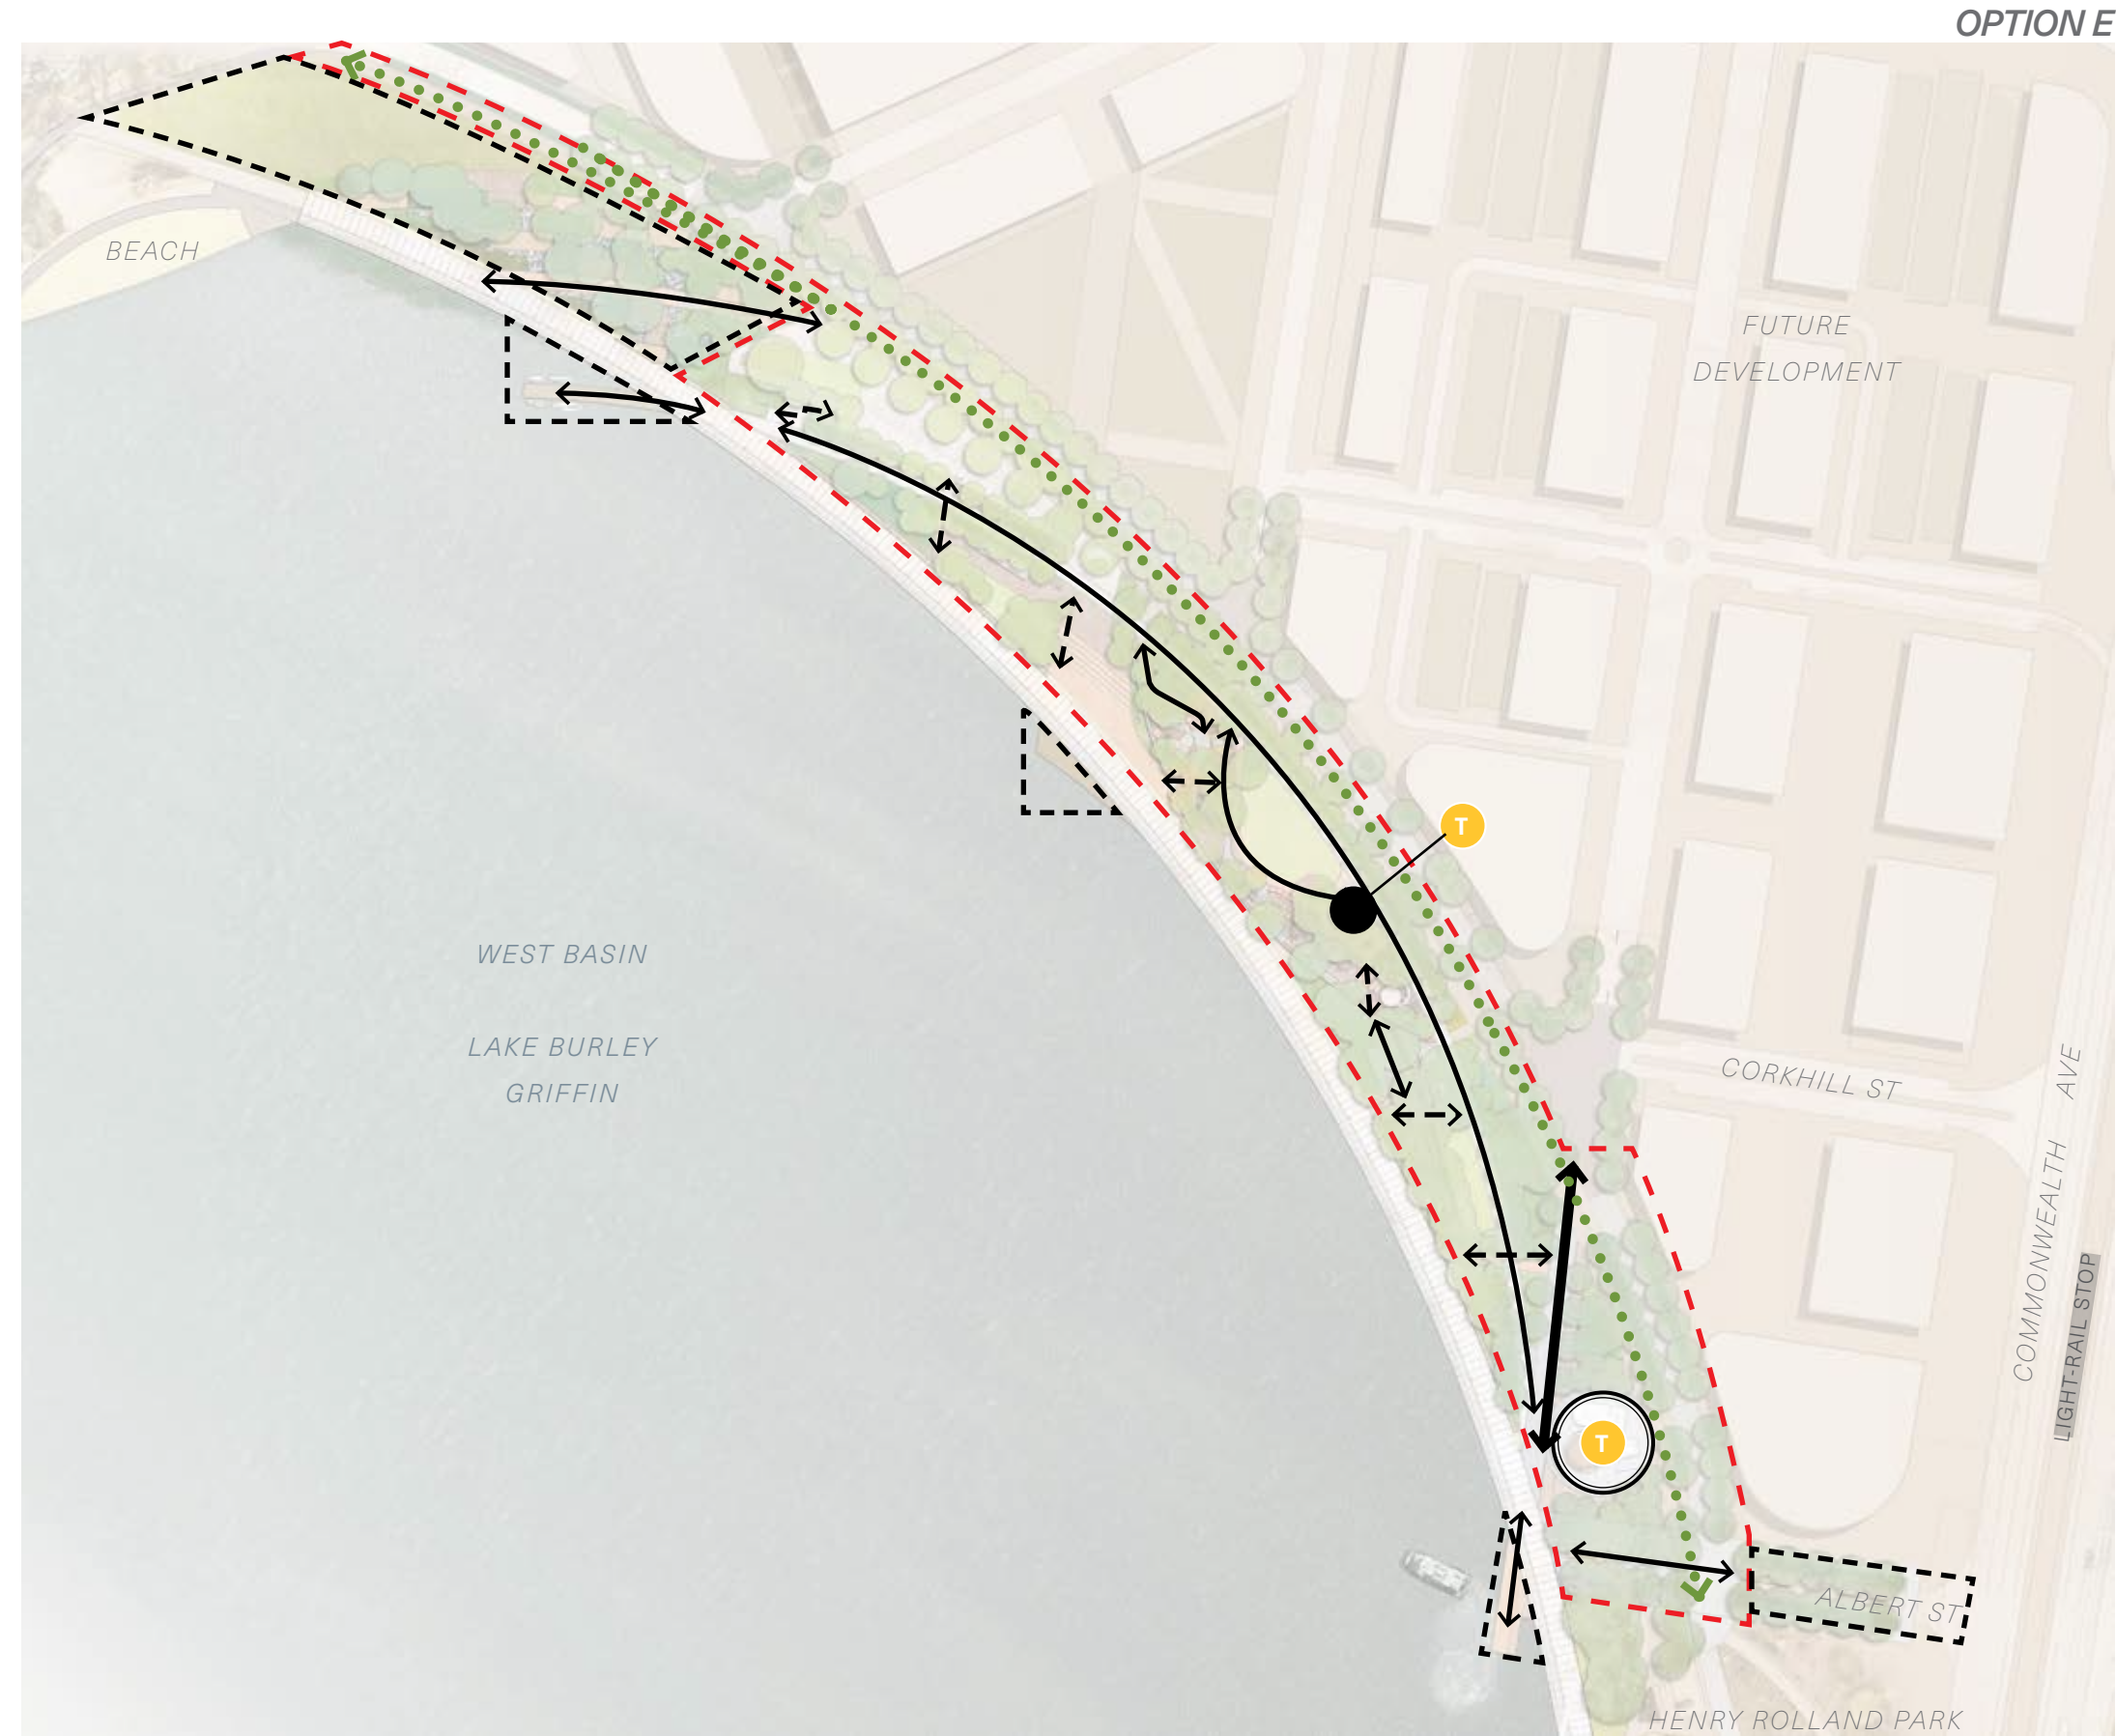 OPTION E
BEACH
FUTURE
DEVELOPMENT
T
WEST BASIN
LAKE BURLEY
GRIFFIN
CORKHILL ST
COMMONWEALTH AVE
LIGHT-RAIL STOP
T
ALBERT ST
HENRY ROLLAND PARK